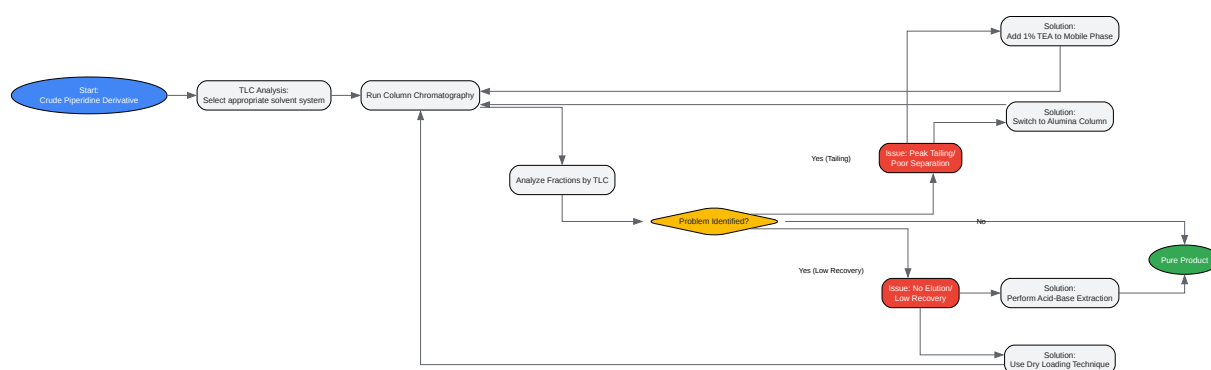 Solution:
Add 1% TEA to Mobile Phase
Start:
Crude Piperidine Derivative
TLC Analysis:
Select appropriate solvent system
Run Column Chromatography
Solution:
Switch to Alumina Column
Yes (Tailing)
Issue: Peak Tailing/
Poor Separation
Analyze Fractions by TLC
Problem Identified?
No
Pure Product
Yes (Low Recovery)
Issue: No Elution/
Low Recovery
Solution:
Perform Acid-Base Extraction
Solution:
Use Dry Loading Technique